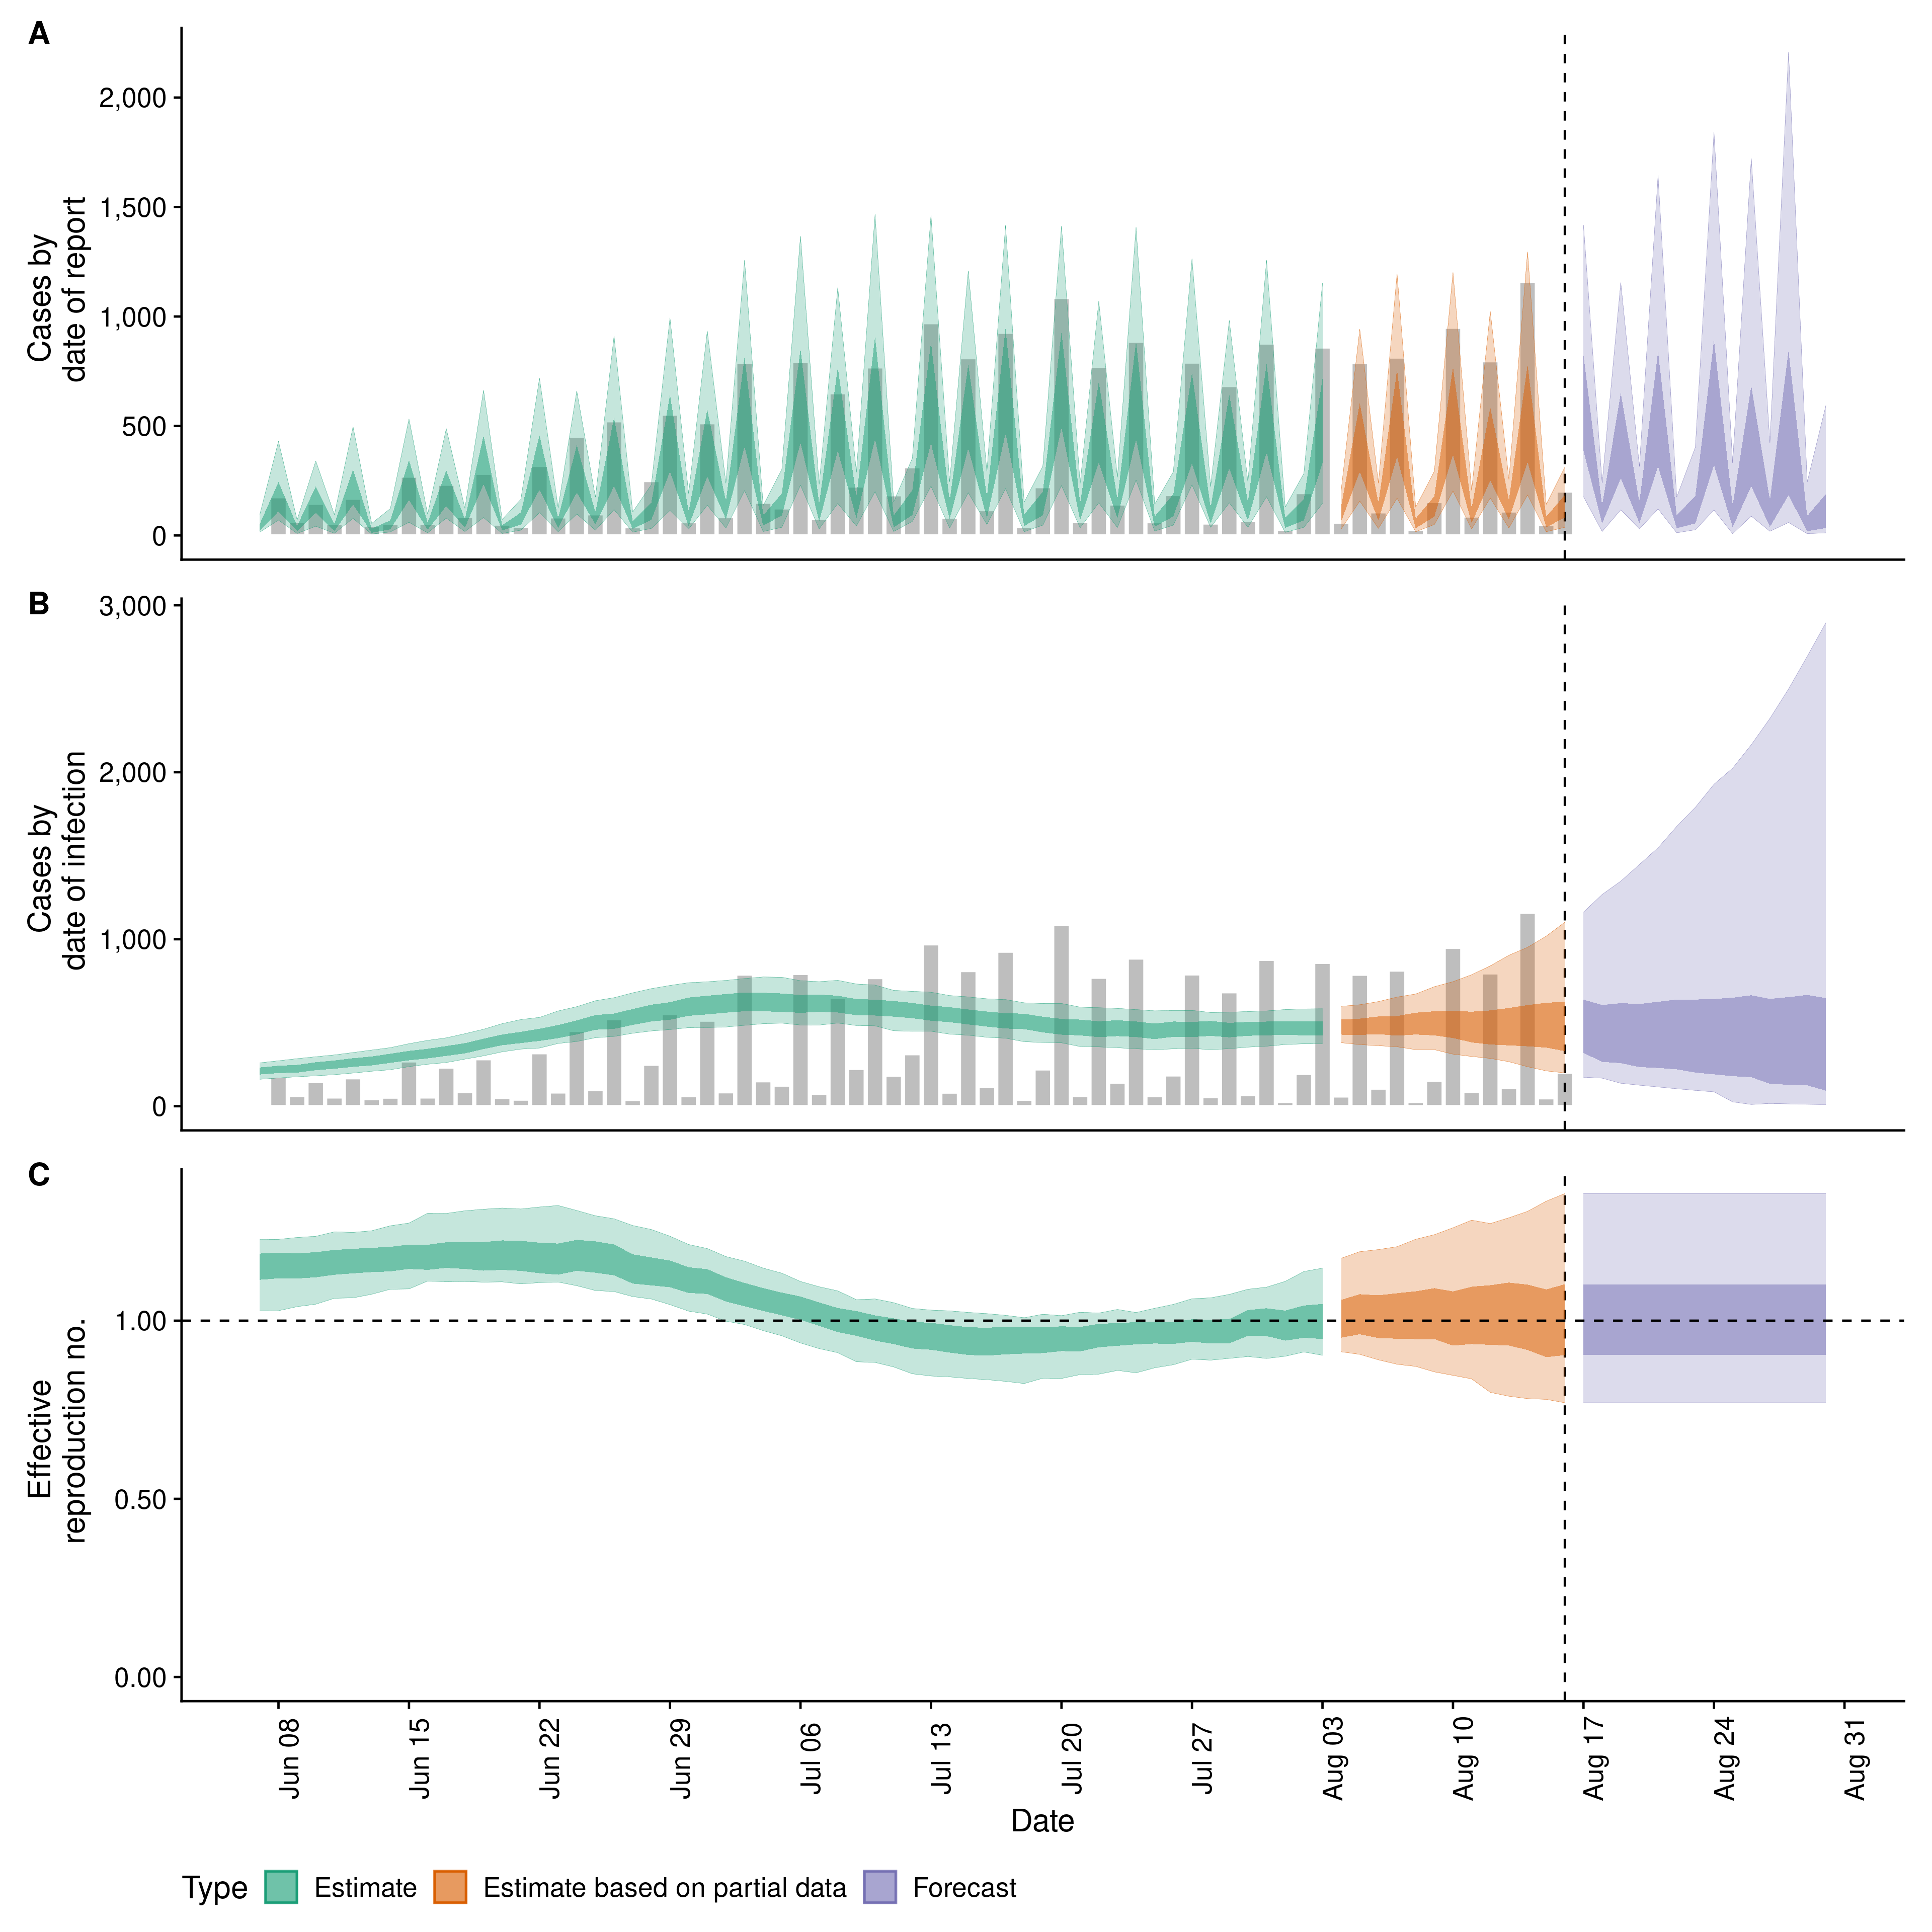 A
Cases by
date of report
2,000
1,500
1,000
500
0
B
Cases by
date of infection
3,000
2,000
1,000
0
C
Effective
reproduction no.
1.00
0.50
0.00
Jun 08
Jun 15
Jun 22
Jun 29
Jul 06
Jul 13
Jul 20
Jul 27
Aug 03
Aug 10
Aug 17
Aug 24
Aug 31
Date
Type Estimate Estimate based on partial data Forecast